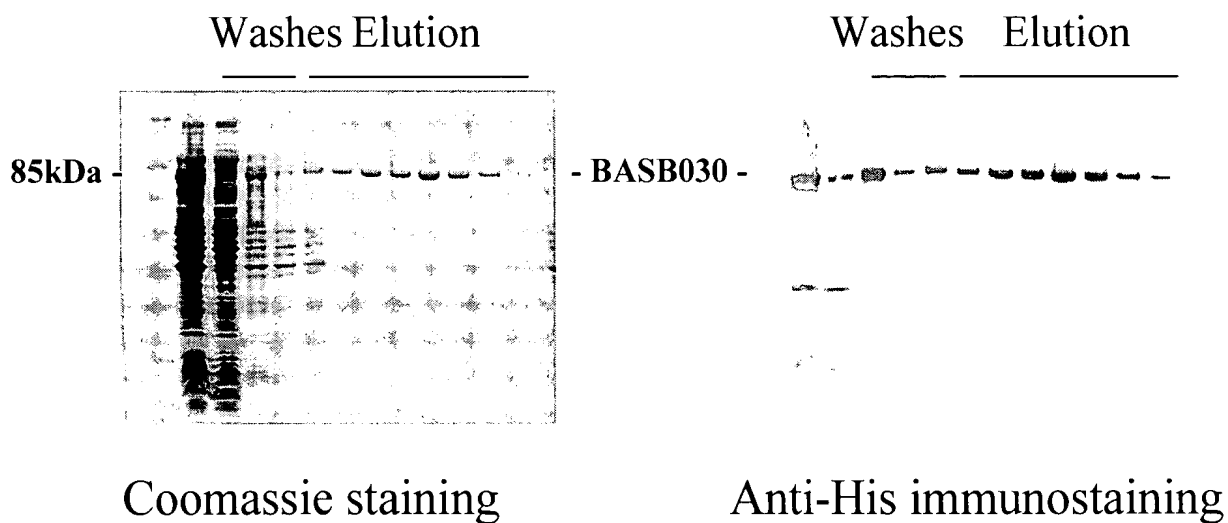 Washes Elution
Washes Elution
85kDa -
- BASB030 -
Coomassie staining
Anti-His immunostaining